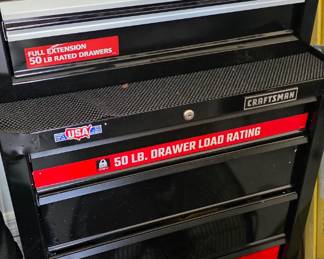 FULL EXTENSION
50 LB RATED DRAWERS
CRAFTSMAN
USA
50 LB. DRAWER LOAD RATING